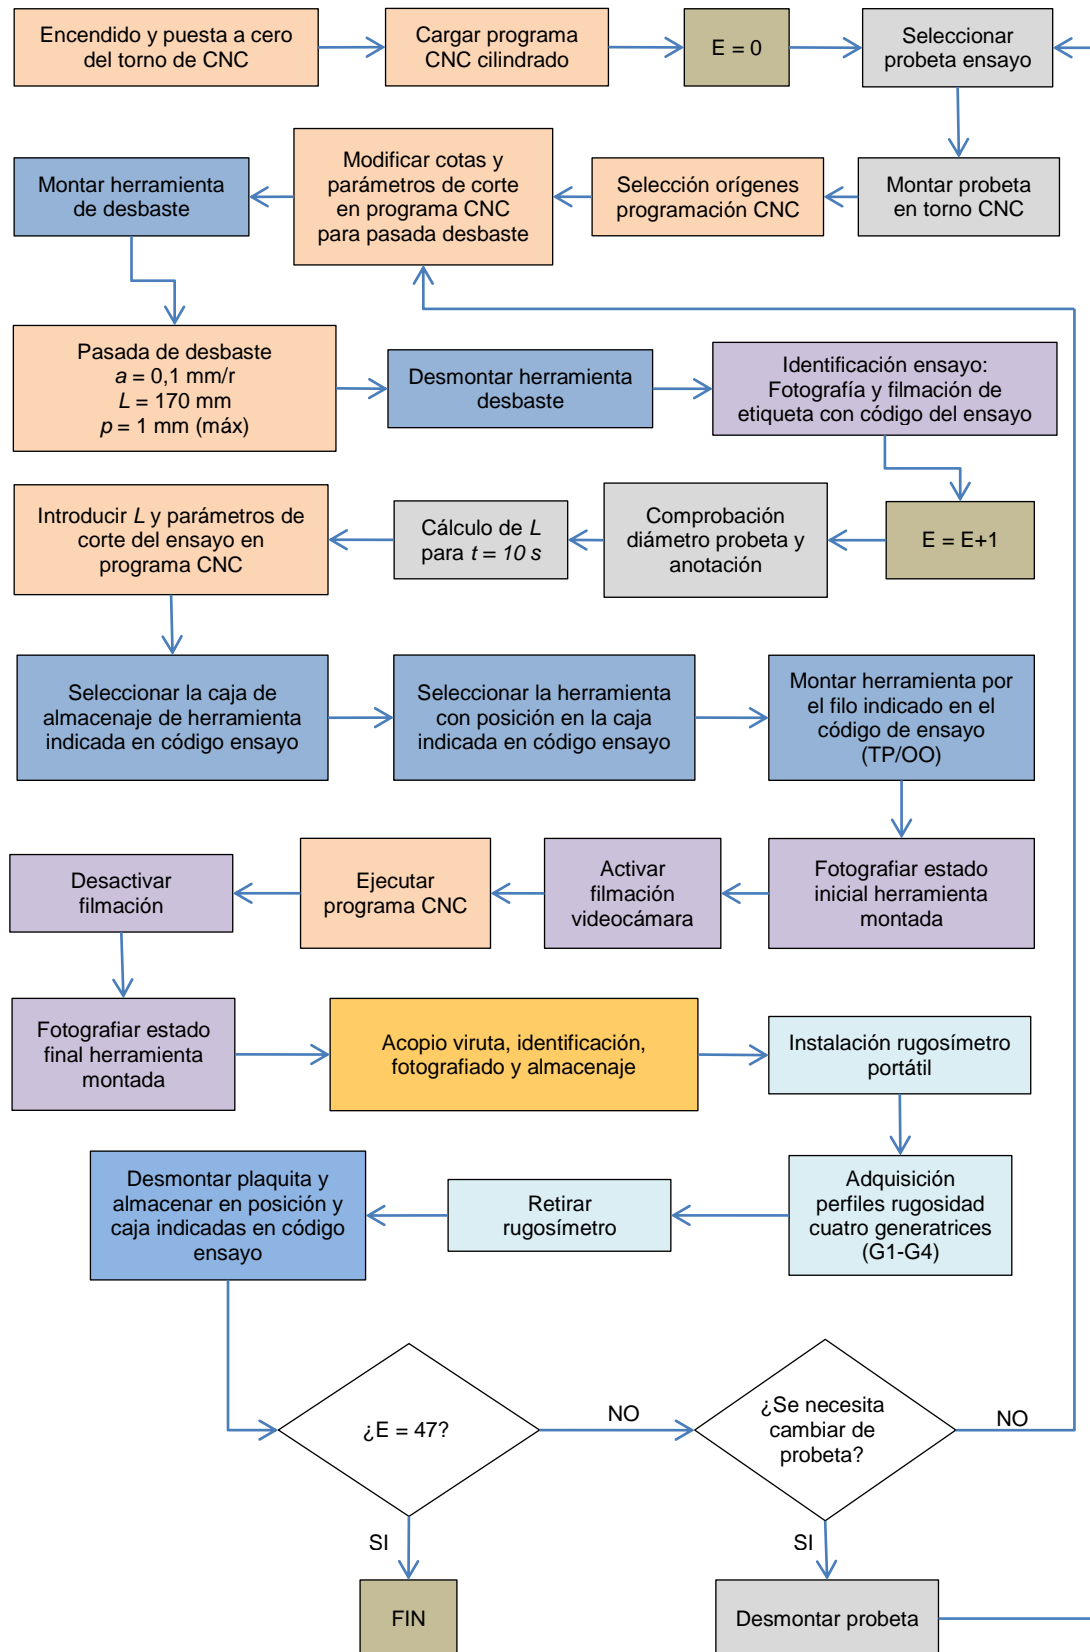 Encendido y puesta a cero
del torno de CNC
Cargar programa
CNC cilindrado
E = 0
Seleccionar
probeta ensayo
Montar herramienta
de desbaste
Modificar cotas y
parámetros de corte
en programa CNC
para pasada desbaste
Selección orígenes
programación CNC
Montar probeta
en torno CNC
Pasada de desbaste
a = 0,1 mm/r
L = 170 mm
p = 1 mm (máx)
Desmontar herramienta
desbaste
Identificación ensayo:
Fotografía y filmación de
etiqueta con código del ensayo
Introducir L y parámetros de
corte del ensayo en
programa CNC
Cálculo de L
para t = 10 s
Comprobación
diámetro probeta y
anotación
E = E+1
Seleccionar la caja de
almacenaje de herramienta
indicada en código ensayo
Seleccionar la herramienta
con posición en la caja
indicada en código ensayo
Montar herramienta por
el filo indicado en el
código de ensayo
(TP/OO)
Desactivar
filmación
Ejecutar
programa CNC
Activar
filmación
videocámara
Fotografiar estado
inicial herramienta
montada
Fotografiar estado
final herramienta
montada
Acopio viruta, identificación,
fotografiado y almacenaje
Instalación rugosímetro
portátil
Desmontar plaquita y
almacenar en posición y
caja indicadas en código
ensayo
Retirar
rugosímetro
Adquisición
perfiles rugosidad
cuatro generatrices
(G1-G4)
¿E = 47?
NO
¿Se necesita
cambiar de
probeta?
NO
SI
SI
FIN
Desmontar probeta